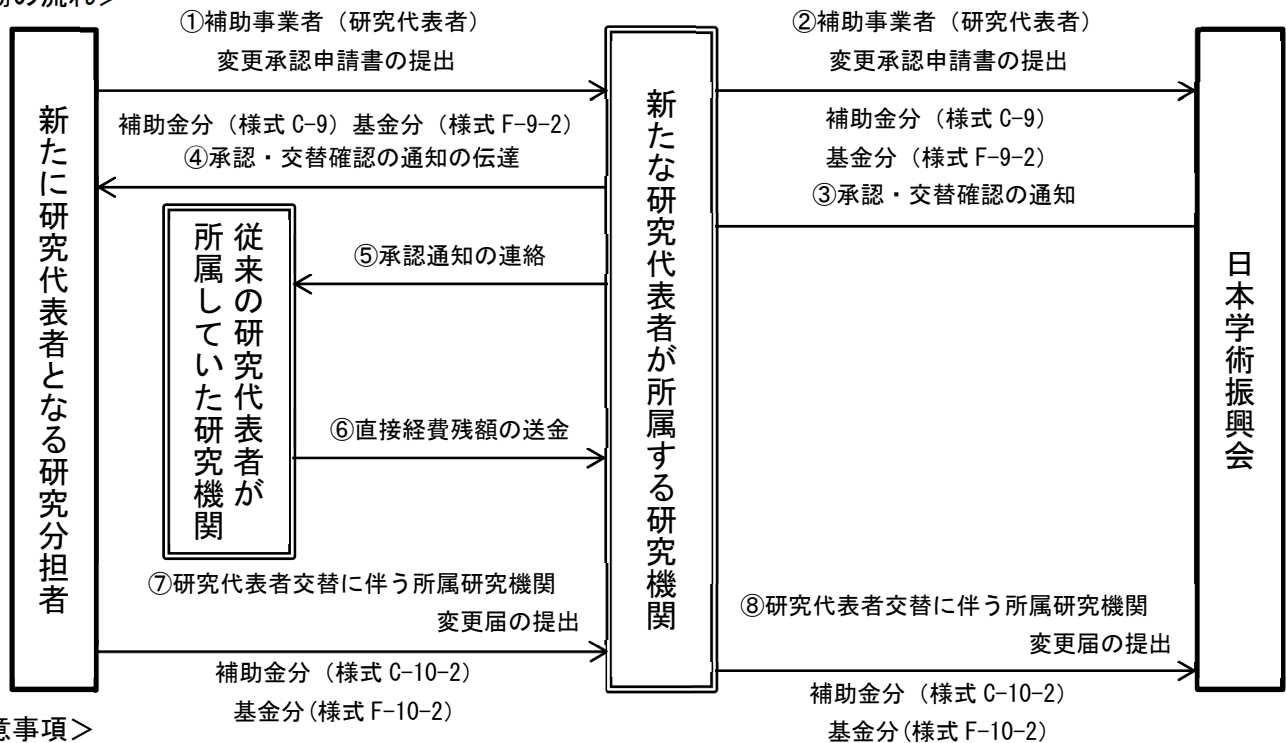 の流れ＞
①補助事業者（研究代表者）
変更承認申請書の提出
補助金分（様式 C-9）基金分（様式 F-9-2）
④承認・交替確認の通知の伝達
②補助事業者（研究代表者）
変更承認申請書の提出
補助金分（様式 C-9）
基金分（様式 F-9-2）
③承認・交替確認の通知
新たに研究代表者となる研究分担者
従来の研究代表者が
所属していた研究機関
新たな研究代表者が所属する研究機関
日本学術振興会
⑤承認通知の連絡
⑥直接経費残額の送金
⑦研究代表者交替に伴う所属研究機関
変更届の提出
補助金分（様式 C-10-2）
基金分(様式 F-10-2）
⑧研究代表者交替に伴う所属研究機関
変更届の提出
補助金分（様式 C-10-2）
基金分(様式 F-10-2）
意事項＞